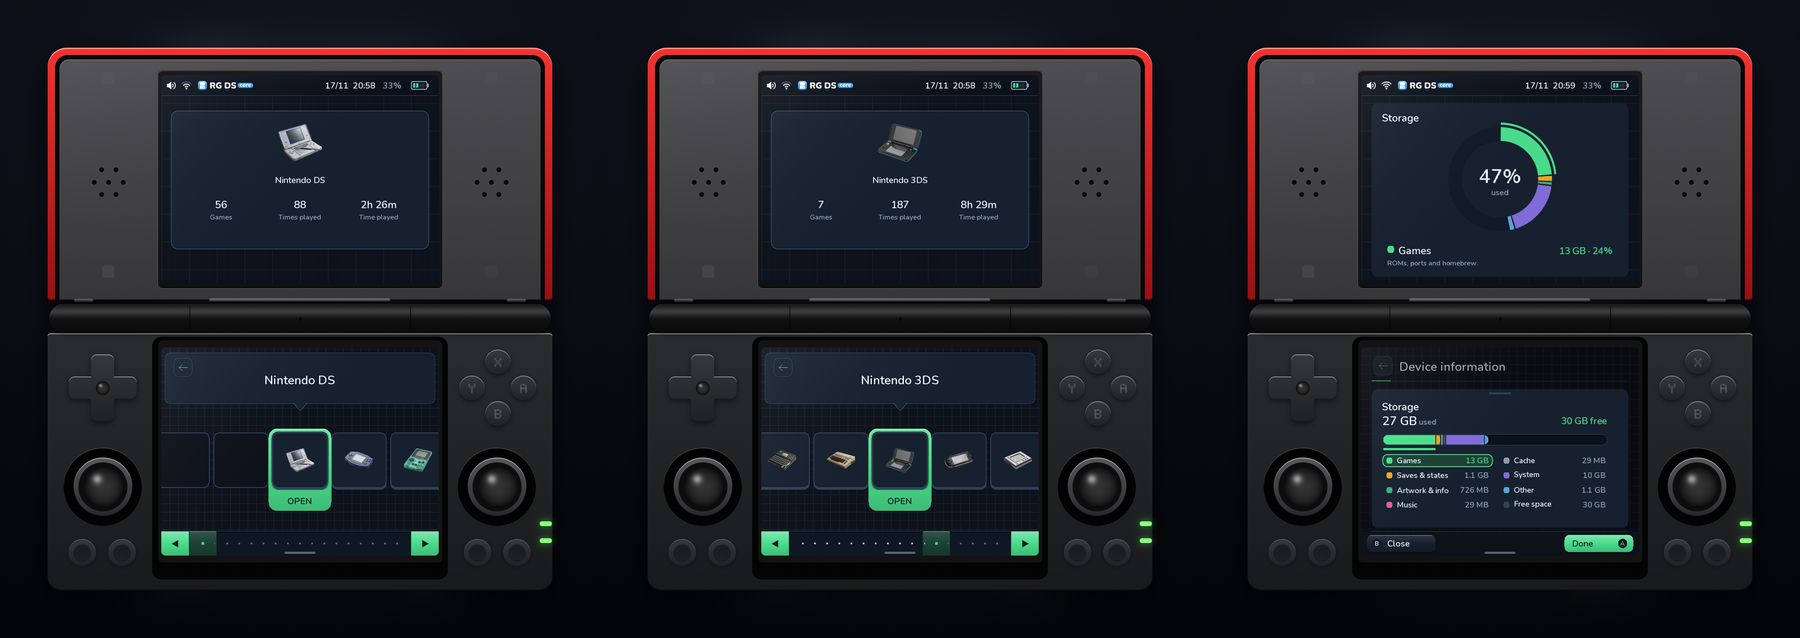 RG DS core 17/11 20:58 33%
Nintendo DS
56 88 2h 26m
Games Times played Time played
Nintendo DS
OPEN
X
Y A
B
RG DS core 17/11 20:58 33%
Nintendo 3DS
7 187 8h 29m
Games Times played Time played
Nintendo 3DS
OPEN
X
Y A
B
RG DS core 17/11 20:59 33%
Storage
47%
used
Games 13 GB · 24%
ROMs, ports and homebrew.
Device information
Storage
27 GB used 30 GB free
Games 13 GB Cache 29 MB
Saves & states 1.1 GB System 10 GB
Artwork & info 726 MB Other 1.1 GB
Music 29 MB Free space 30 GB
B Close Done A
X
Y A
B